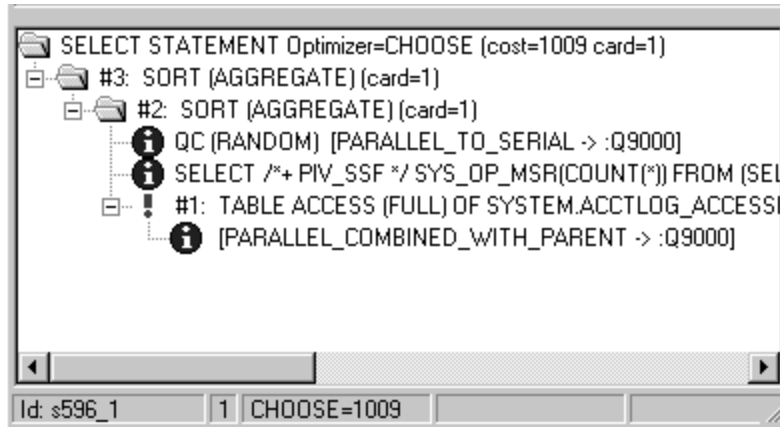 SELECT STATEMENT Optimizer=CHOOSE (cost=1009 card=1)
#3: SORT (AGGREGATE) (card=1)
#2: SORT (AGGREGATE) (card=1)
QC (RANDOM) [PARALLEL_TO_SERIAL -> :Q9000]
SELECT /*+ PIV_SSF */ SYS_OP_MSR(COUNT(*)) FROM (SEL
#1: TABLE ACCESS (FULL) OF SYSTEM.ACCTLOG_ACCESS
[PARALLEL_COMBINED_WITH_PARENT -> :Q9000]
Id: s596_1 1 CHOOSE=1009